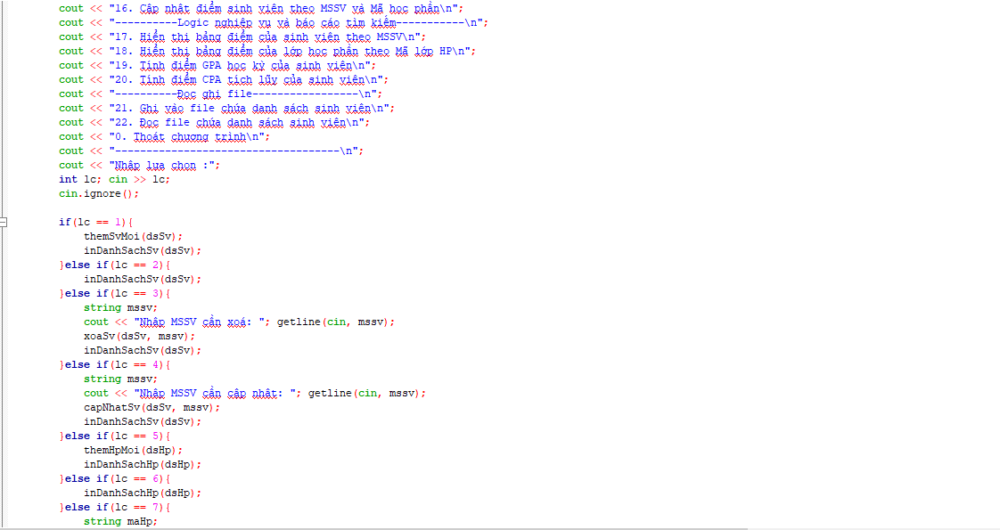 cout << "16. Cập nhật điểm sinh viên theo MSSV và Mã học phần\n";
cout << "----------Logic nghiệp vụ và báo cáo tìm kiếm-----------\n";
cout << "17. Hiển thị bảng điểm của sinh viên theo MSSV\n";
cout << "18. Hiển thị bảng điểm của lớp học phần theo Mã lớp HP\n";
cout << "19. Tính điểm GPA học kỳ của sinh viên\n";
cout << "20. Tính điểm CPA tích lũy của sinh viên\n";
cout << "----------Đọc ghi file-----------------\n";
cout << "21. Ghi vào file chứa danh sách sinh viên\n";
cout << "22. Đọc file chứa danh sách sinh viên\n";
cout << "0. Thoát chương trình\n";
cout << "------------------------------------\n";
cout << "Nhập lựa chọn :";
int lc; cin >> lc;
cin.ignore();
if(lc == 1){
themSvMoi(dsSv);
inDanhSachSv(dsSv);
}else if(lc == 2){
inDanhSachSv(dsSv);
}else if(lc == 3){
string mssv;
cout << "Nhập MSSV cần xoá: "; getline(cin, mssv);
xoaSv(dsSv, mssv);
inDanhSachSv(dsSv);
}else if(lc == 4){
string mssv;
cout << "Nhập MSSV cần cập nhật: "; getline(cin, mssv);
capNhatSv(dsSv, mssv);
inDanhSachSv(dsSv);
}else if(lc == 5){
themHpMoi(dsHp);
inDanhSachHp(dsHp);
}else if(lc == 6){
inDanhSachHp(dsHp);
}else if(lc == 7){
string maHp;